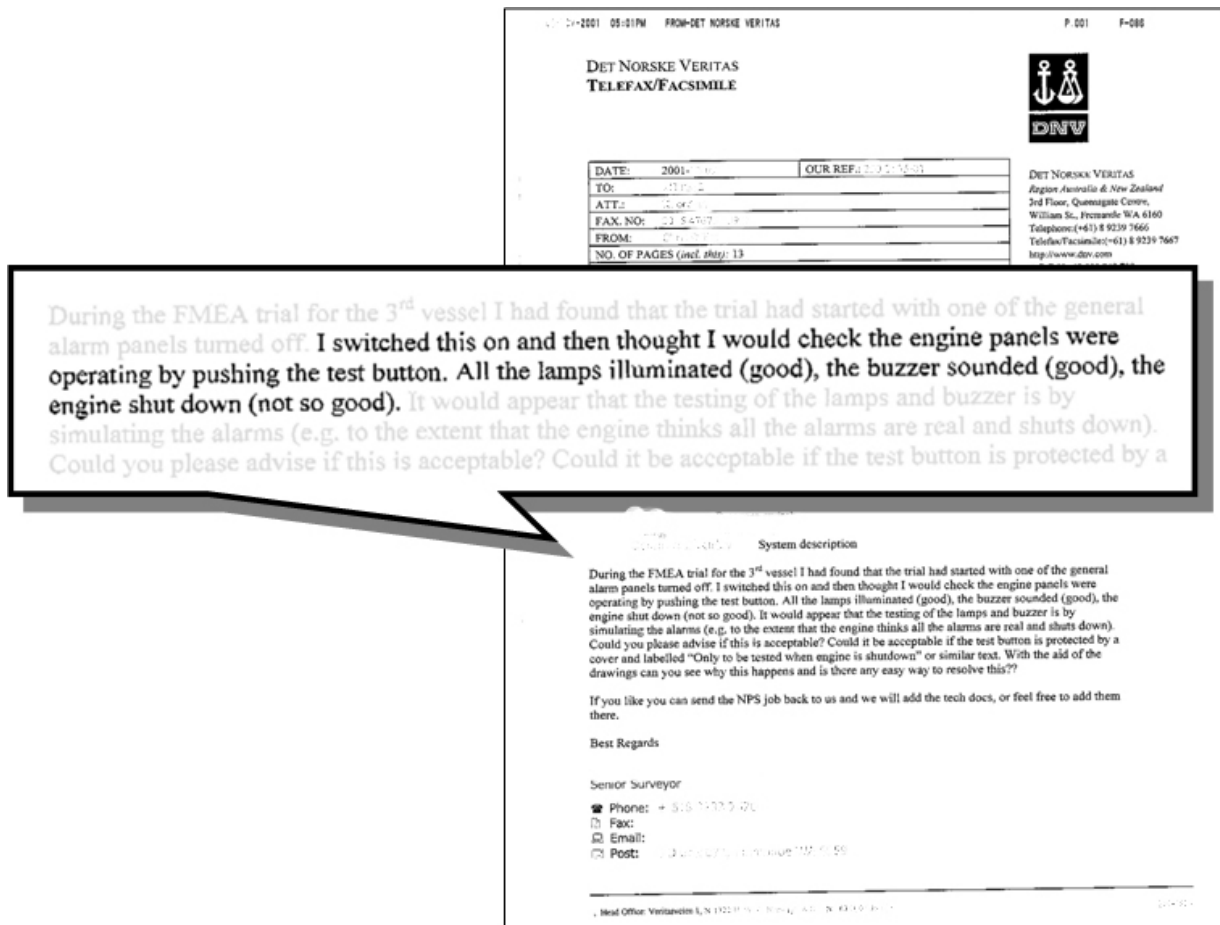 -2001 05:01PM FROM-DET NORSKE VERITAS P.001 F-086
DET NORSKE VERITAS
TELEFAX/FACSIMILE
DNV
DATE: 2001- OUR REF.:
TO:
ATT.:
FAX. NO:
FROM:
NO. OF PAGES (incl. this): 13
DET NORSKE VERITAS
Region Australia & New Zealand
3rd Floor, Queensgate Centre,
William St., Fremantle WA 6160
Telephone:(+61) 8 9239 7666
Telefax/Facsimile:(+61) 8 9239 7667
http://www.dnv.com
During the FMEA trial for the 3rd vessel I had found that the trial had started with one of the general
alarm panels turned off. I switched this on and then thought I would check the engine panels were
operating by pushing the test button. All the lamps illuminated (good), the buzzer sounded (good), the
engine shut down (not so good). It would appear that the testing of the lamps and buzzer is by
simulating the alarms (e.g. to the extent that the engine thinks all the alarms are real and shuts down).
Could you please advise if this is acceptable? Could it be acceptable if the test button is protected by a
System description
During the FMEA trial for the 3rd vessel I had found that the trial had started with one of the general
alarm panels turned off. I switched this on and then thought I would check the engine panels were
operating by pushing the test button. All the lamps illuminated (good), the buzzer sounded (good), the
engine shut down (not so good). It would appear that the testing of the lamps and buzzer is by
simulating the alarms (e.g. to the extent that the engine thinks all the alarms are real and shuts down).
Could you please advise if this is acceptable? Could it be acceptable if the test button is protected by a
cover and labelled “Only to be tested when engine is shutdown” or similar text. With the aid of the
drawings can you see why this happens and is there any easy way to resolve this??
If you like you can send the NPS job back to us and we will add the tech docs, or feel free to add them
there.
Best Regards
Senior Surveyor
Phone:
Fax:
Email:
Post:
Head Office: Veritasveien 1, N